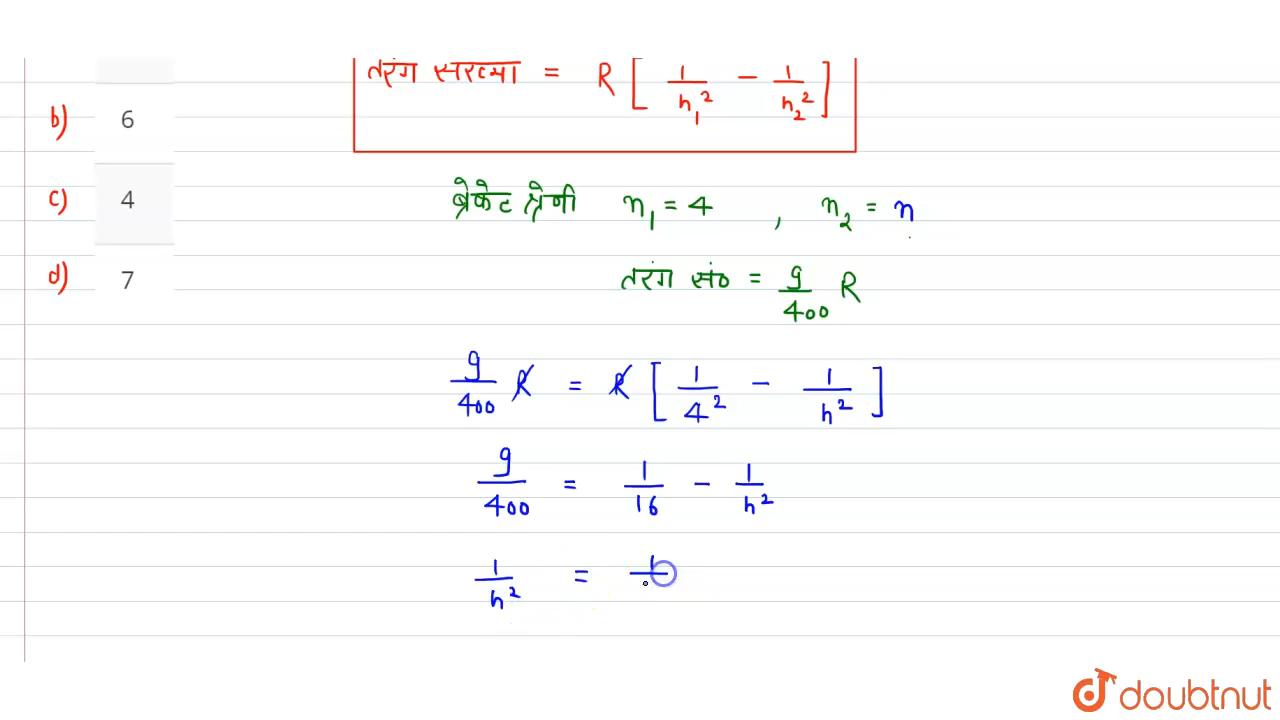 तरंग संख्या = R [ 1/n₁² − 1/n₂² ]
b) 6
c) 4
ब्रेकेट श्रेणी n₁ = 4 , n₂ = n
d) 7
तरंग सं० = 9/400 R
9/400 R = R [ 1/4² − 1/n² ]
9/400 = 1/16 − 1/n²
1/n² = 1
doubtnut